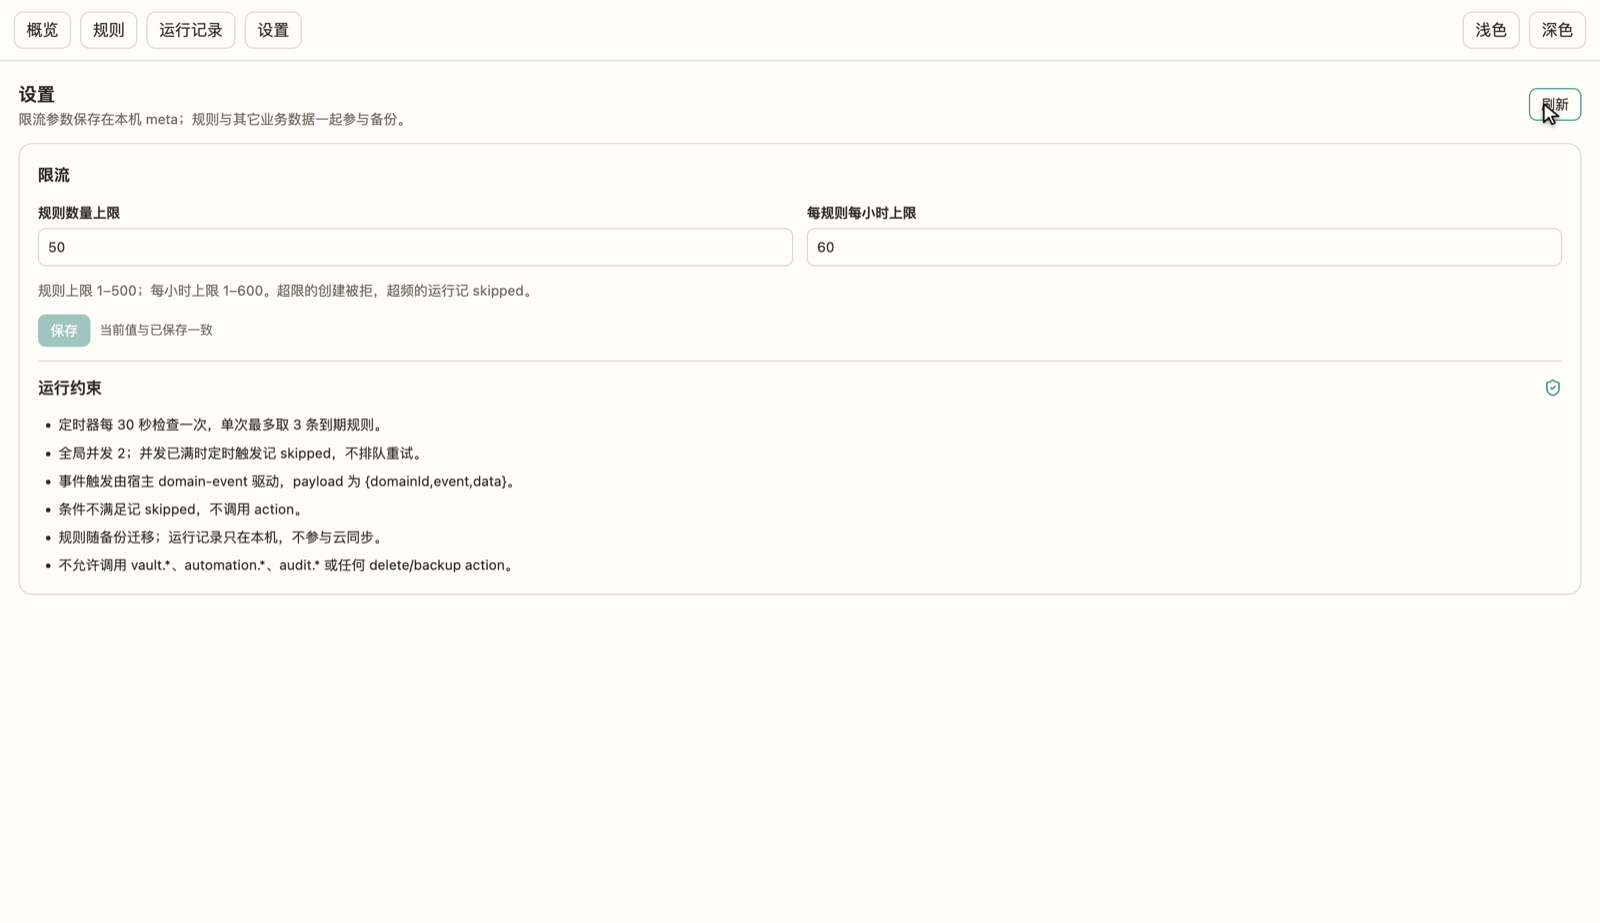 概览 规则 运行记录 设置 浅色 深色
设置
限流参数保存在本机 meta；规则与其它业务数据一起参与备份。
刷新
限流
规则数量上限 每规则每小时上限
50 60
规则上限 1–500；每小时上限 1–600。超限的创建被拒，超频的运行记 skipped。
保存 当前值与已保存一致
运行约束
• 定时器每 30 秒检查一次，单次最多取 3 条到期规则。
• 全局并发 2；并发已满时定时触发记 skipped，不排队重试。
• 事件触发由宿主 domain-event 驱动，payload 为 {domainId,event,data}。
• 条件不满足记 skipped，不调用 action。
• 规则随备份迁移；运行记录只在本机，不参与云同步。
• 不允许调用 vault.*、automation.*、audit.* 或任何 delete/backup action。